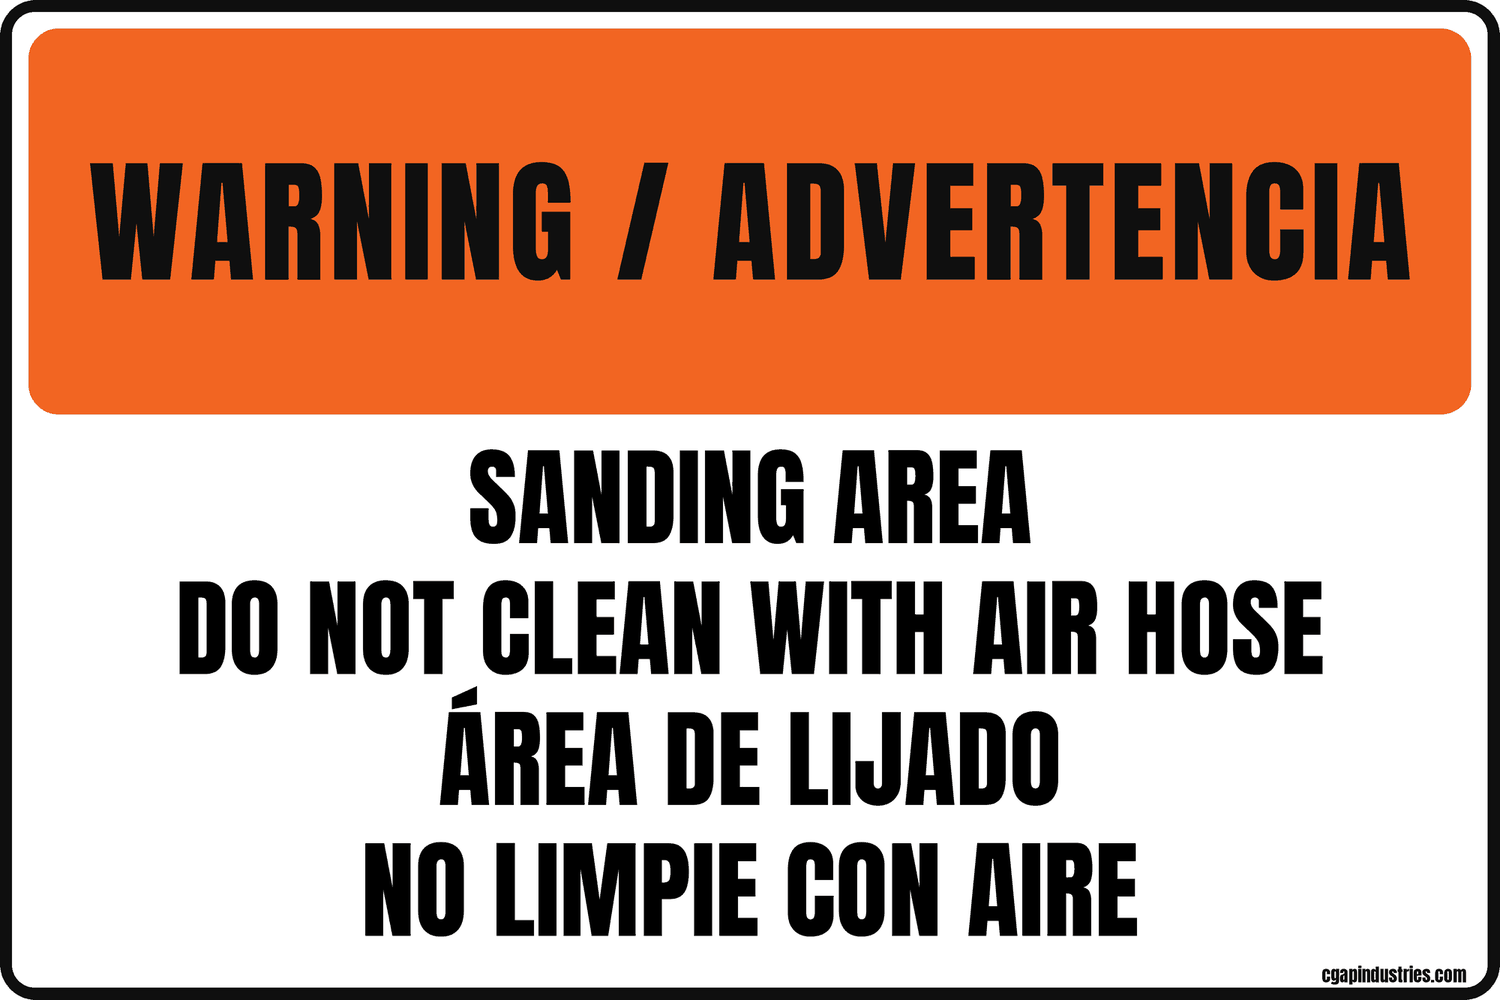 WARNING / ADVERTENCIA
SANDING AREA
DO NOT CLEAN WITH AIR HOSE
ÁREA DE LIJADO
NO LIMPIE CON AIRE
cgapindustries.com